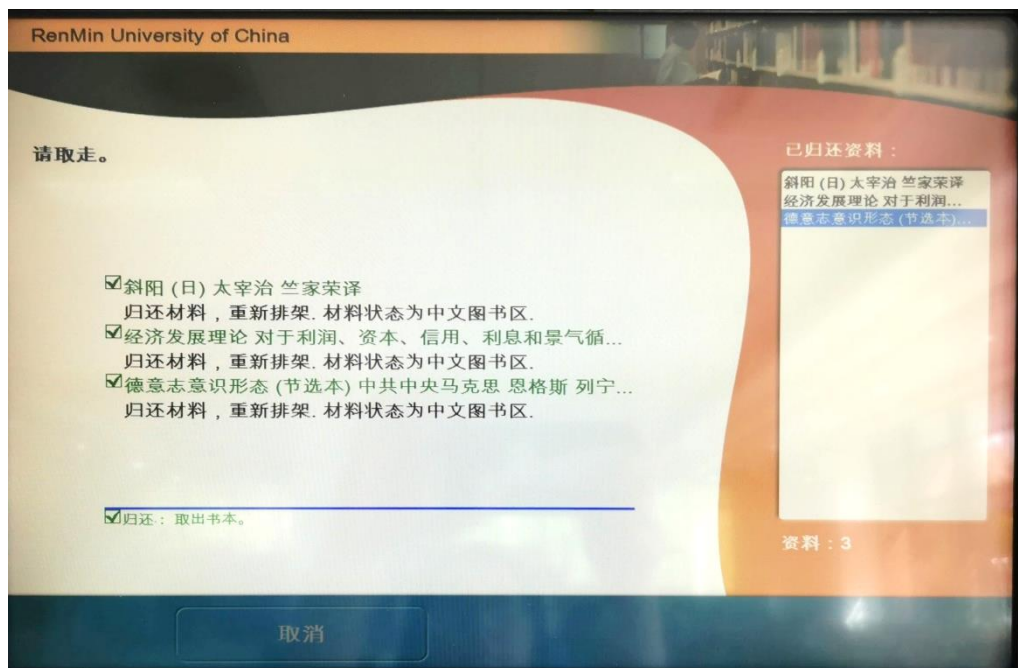 RenMin University of China
请取走。
斜阳 (日) 太宰治 竺家荣译
归还材料，重新排架. 材料状态为中文图书区.
经济发展理论 对于利润、资本、信用、利息和景气循...
归还材料，重新排架. 材料状态为中文图书区.
德意志意识形态 (节选本) 中共中央马克思 恩格斯 列宁...
归还材料，重新排架. 材料状态为中文图书区.
归还： 取出书本。
已归还资料：
斜阳 (日) 太宰治 竺家荣译
经济发展理论 对于利润...
德意志意识形态 (节选本)...
资料：3
取消